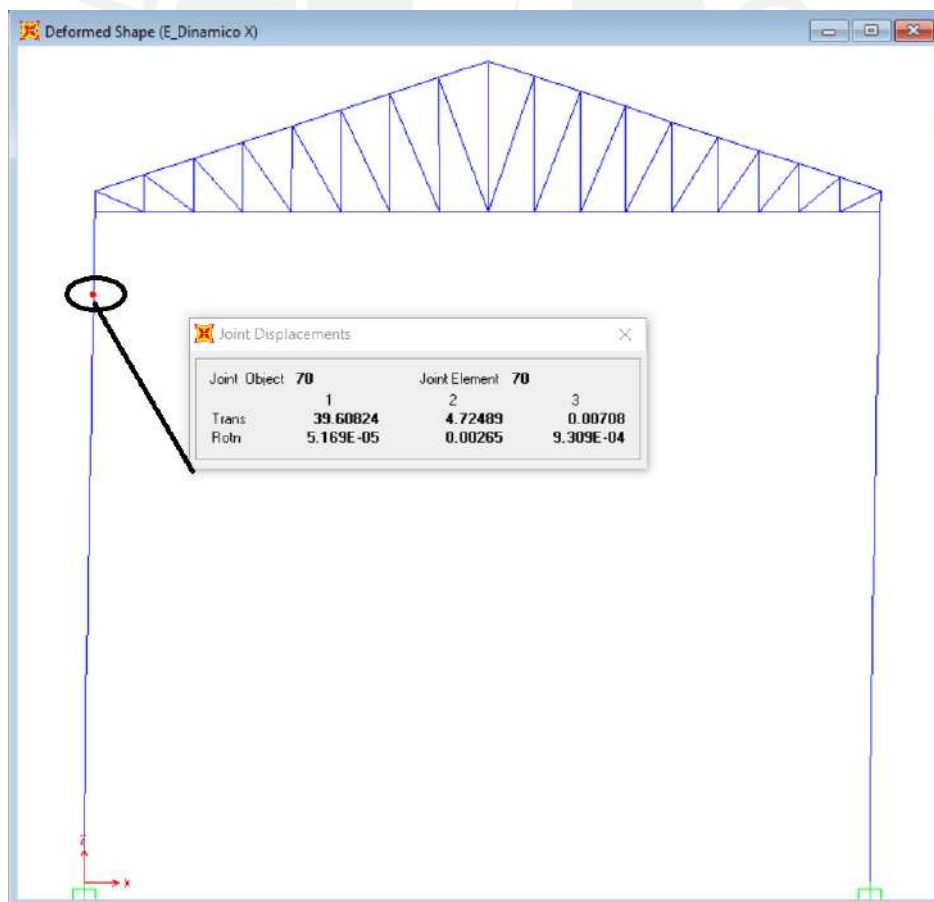 Deformed Shape (E_Dinamico X)
Joint Displacements
Joint Object 70 Joint Element 70
1 2 3
Trans 39.60824 4.72489 0.00708
Rotn 5.169E-05 0.00265 9.309E-04
Z
X